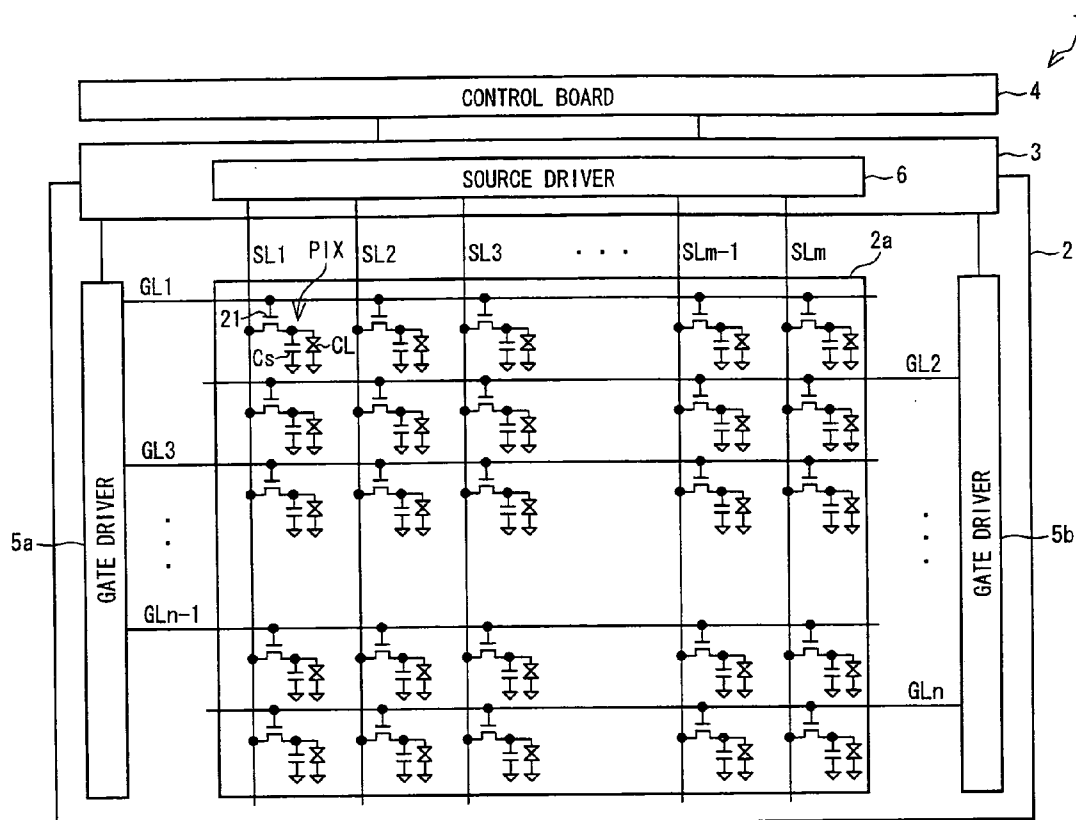 CONTROL BOARD
4
3
SOURCE DRIVER
6
SL1
PIX
SL2
SL3
. . .
SLm-1
SLm
2a
2
GL1
21
Cs
CL
GL2
GL3
GATE DRIVER
5a
. . .
. . .
GATE DRIVER
5b
GLn-1
GLn